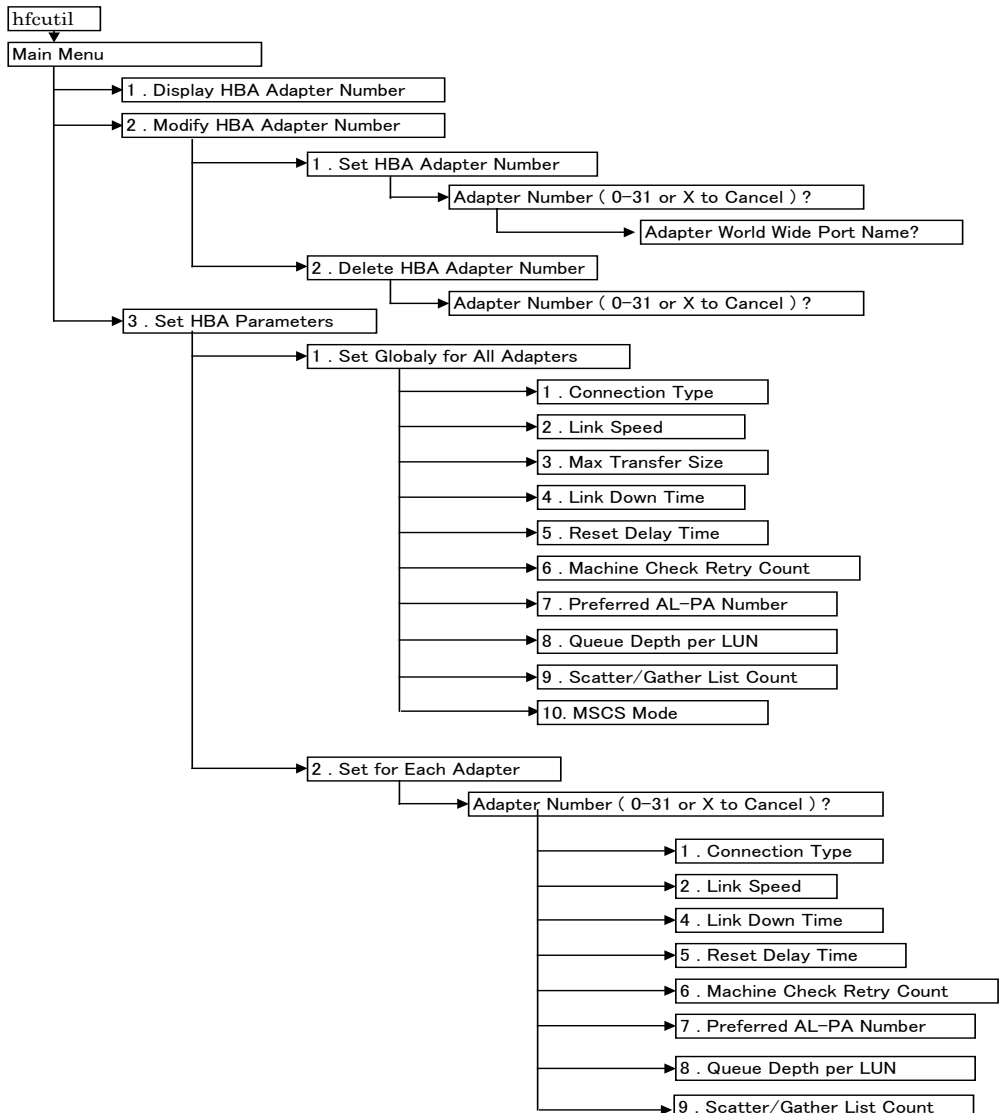 hfcutil
Main Menu
1 . Display HBA Adapter Number
2 . Modify HBA Adapter Number
1 . Set HBA Adapter Number
Adapter Number ( 0-31 or X to Cancel ) ?
Adapter World Wide Port Name?
2 . Delete HBA Adapter Number
Adapter Number ( 0-31 or X to Cancel ) ?
3 . Set HBA Parameters
1 . Set Globaly for All Adapters
1 . Connection Type
2 . Link Speed
3 . Max Transfer Size
4 . Link Down Time
5 . Reset Delay Time
6 . Machine Check Retry Count
7 . Preferred AL-PA Number
8 . Queue Depth per LUN
9 . Scatter/Gather List Count
10. MSCS Mode
2 . Set for Each Adapter
Adapter Number ( 0-31 or X to Cancel ) ?
1 . Connection Type
2 . Link Speed
4 . Link Down Time
5 . Reset Delay Time
6 . Machine Check Retry Count
7 . Preferred AL-PA Number
8 . Queue Depth per LUN
9 . Scatter/Gather List Count